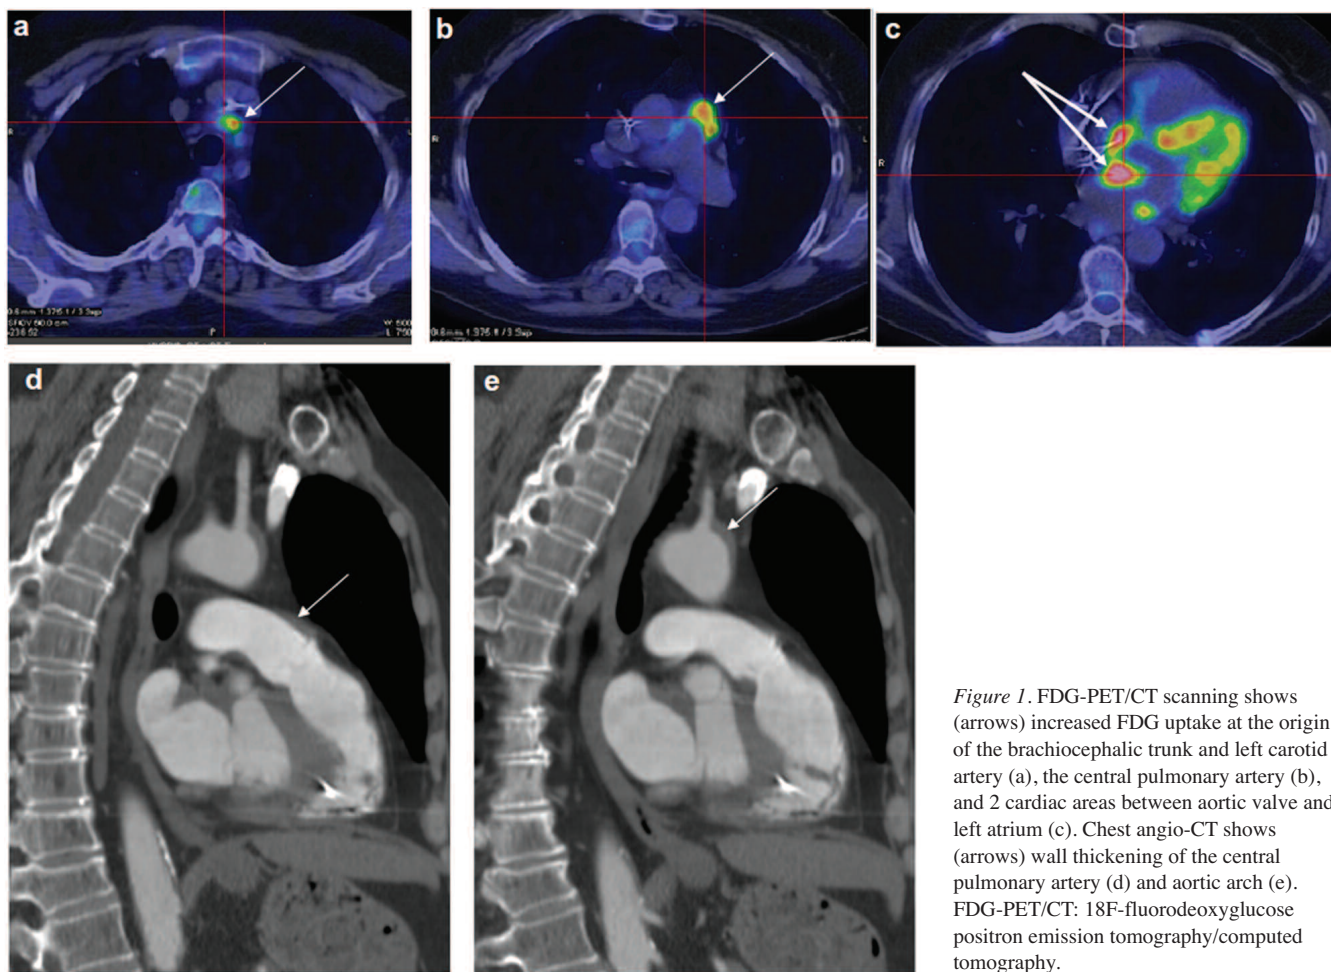 a
b
c
R
R
R
d
e
Figure 1. FDG-PET/CT scanning shows
(arrows) increased FDG uptake at the origin
of the brachiocephalic trunk and left carotid
artery (a), the central pulmonary artery (b),
and 2 cardiac areas between aortic valve and
left atrium (c). Chest angio-CT shows
(arrows) wall thickening of the central
pulmonary artery (d) and aortic arch (e).
FDG-PET/CT: 18F-fluorodeoxyglucose
positron emission tomography/computed
tomography.